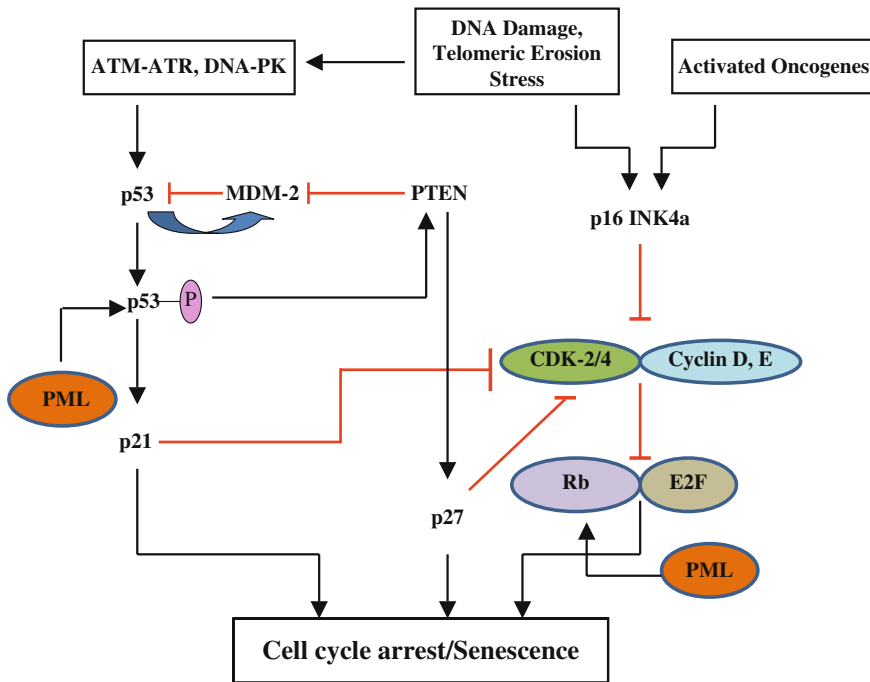 DNA Damage,
Telomeric Erosion
Stress
ATM-ATR, DNA-PK
Activated Oncogenes
p53
MDM-2
PTEN
p16 INK4a
p53
P
CDK-2/4
Cyclin D, E
PML
p21
Rb
E2F
p27
PML
Cell cycle arrest/Senescence